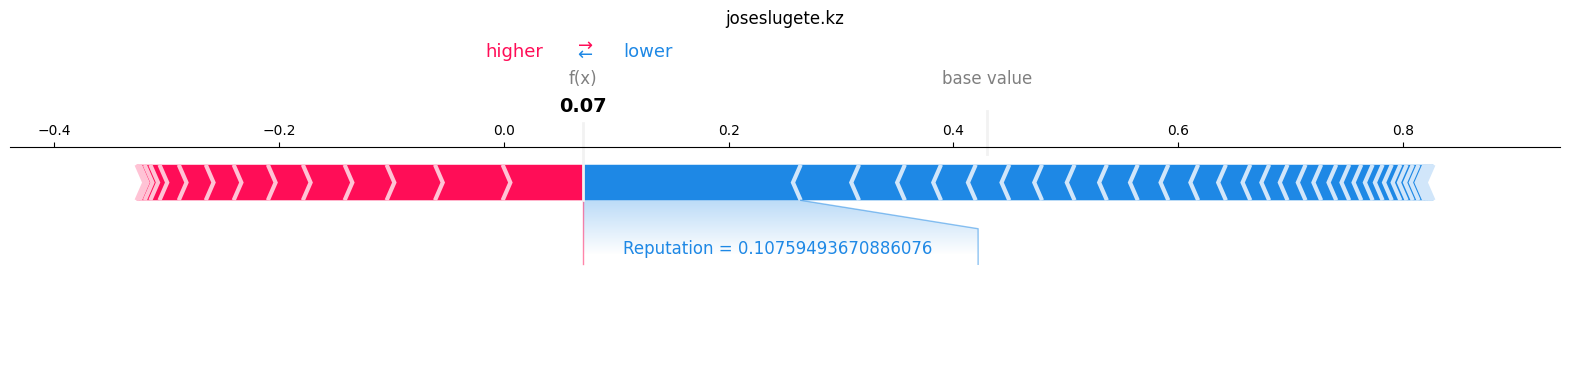 joseslugete.kz
higher ⇄ lower
f(x) base value
0.07
−0.4 −0.2 0.0 0.2 0.4 0.6 0.8
Reputation = 0.10759493670886076